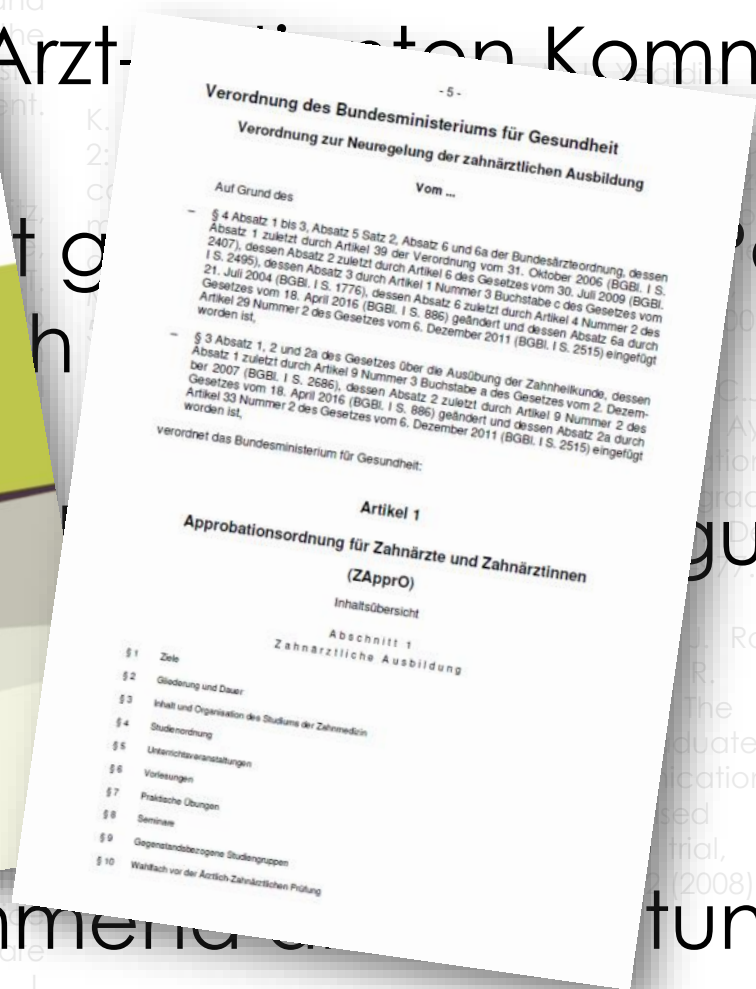 Arzt-
- 5 -
Verordnung des Bundesministeriums für Gesundheit
Verordnung zur Neuregelung der zahnärztlichen Ausbildung
Vom ...
Auf Grund des
– § 4 Absatz 1 bis 3, Absatz 5 Satz 2, Absatz 6 und 6a der Bundesärzteordnung, dessen
Absatz 1 zuletzt durch Artikel 39 der Verordnung vom 31. Oktober 2006 (BGBl. I S.
2407), dessen Absatz 2 zuletzt durch Artikel 6 des Gesetzes vom 30. Juli 2009 (BGBl.
I S. 2495), dessen Absatz 3 durch Artikel 1 Nummer 3 Buchstabe c des Gesetzes vom
21. Juli 2004 (BGBl. I S. 1776), dessen Absatz 6 zuletzt durch Artikel 4 Nummer 2 des
Gesetzes vom 18. April 2016 (BGBl. I S. 886) geändert und dessen Absatz 6a durch
Artikel 29 Nummer 2 des Gesetzes vom 6. Dezember 2011 (BGBl. I S. 2515) eingefügt
worden ist,
– § 3 Absatz 1, 2 und 2a des Gesetzes über die Ausübung der Zahnheilkunde, dessen
Absatz 1 zuletzt durch Artikel 9 Nummer 3 Buchstabe a des Gesetzes vom 2. Dezem-
ber 2007 (BGBl. I S. 2686), dessen Absatz 2 zuletzt durch Artikel 9 Nummer 2 des
Gesetzes vom 18. April 2016 (BGBl. I S. 886) geändert und dessen Absatz 2a durch
Artikel 33 Nummer 2 des Gesetzes vom 6. Dezember 2011 (BGBl. I S. 2515) eingefügt
worden ist,
verordnet das Bundesministerium für Gesundheit:
Artikel 1
Approbationsordnung für Zahnärzte und Zahnärztinnen
(ZApprO)
Inhaltsübersicht
Abschnitt 1
Zahnärztliche Ausbildung
§ 1 Ziele
§ 2 Gliederung und Dauer
§ 3 Inhalt und Organisation des Studiums der Zahnmedizin
§ 4 Studienordnung
§ 5 Unterrichtsveranstaltungen
§ 6 Vorlesungen
§ 7 Praktische Übungen
§ 8 Seminare
§ 9 Gegenstandsbezogene Studiengruppen
§ 10 Wahlfach vor der Ärztlich-Zahnärztlichen Prüfung